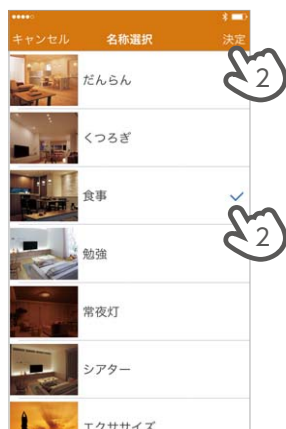 キャンセル 名称選択 決定
2
だんらん
くつろぎ
食事
2
勉強
常夜灯
シアター
エクササイズ